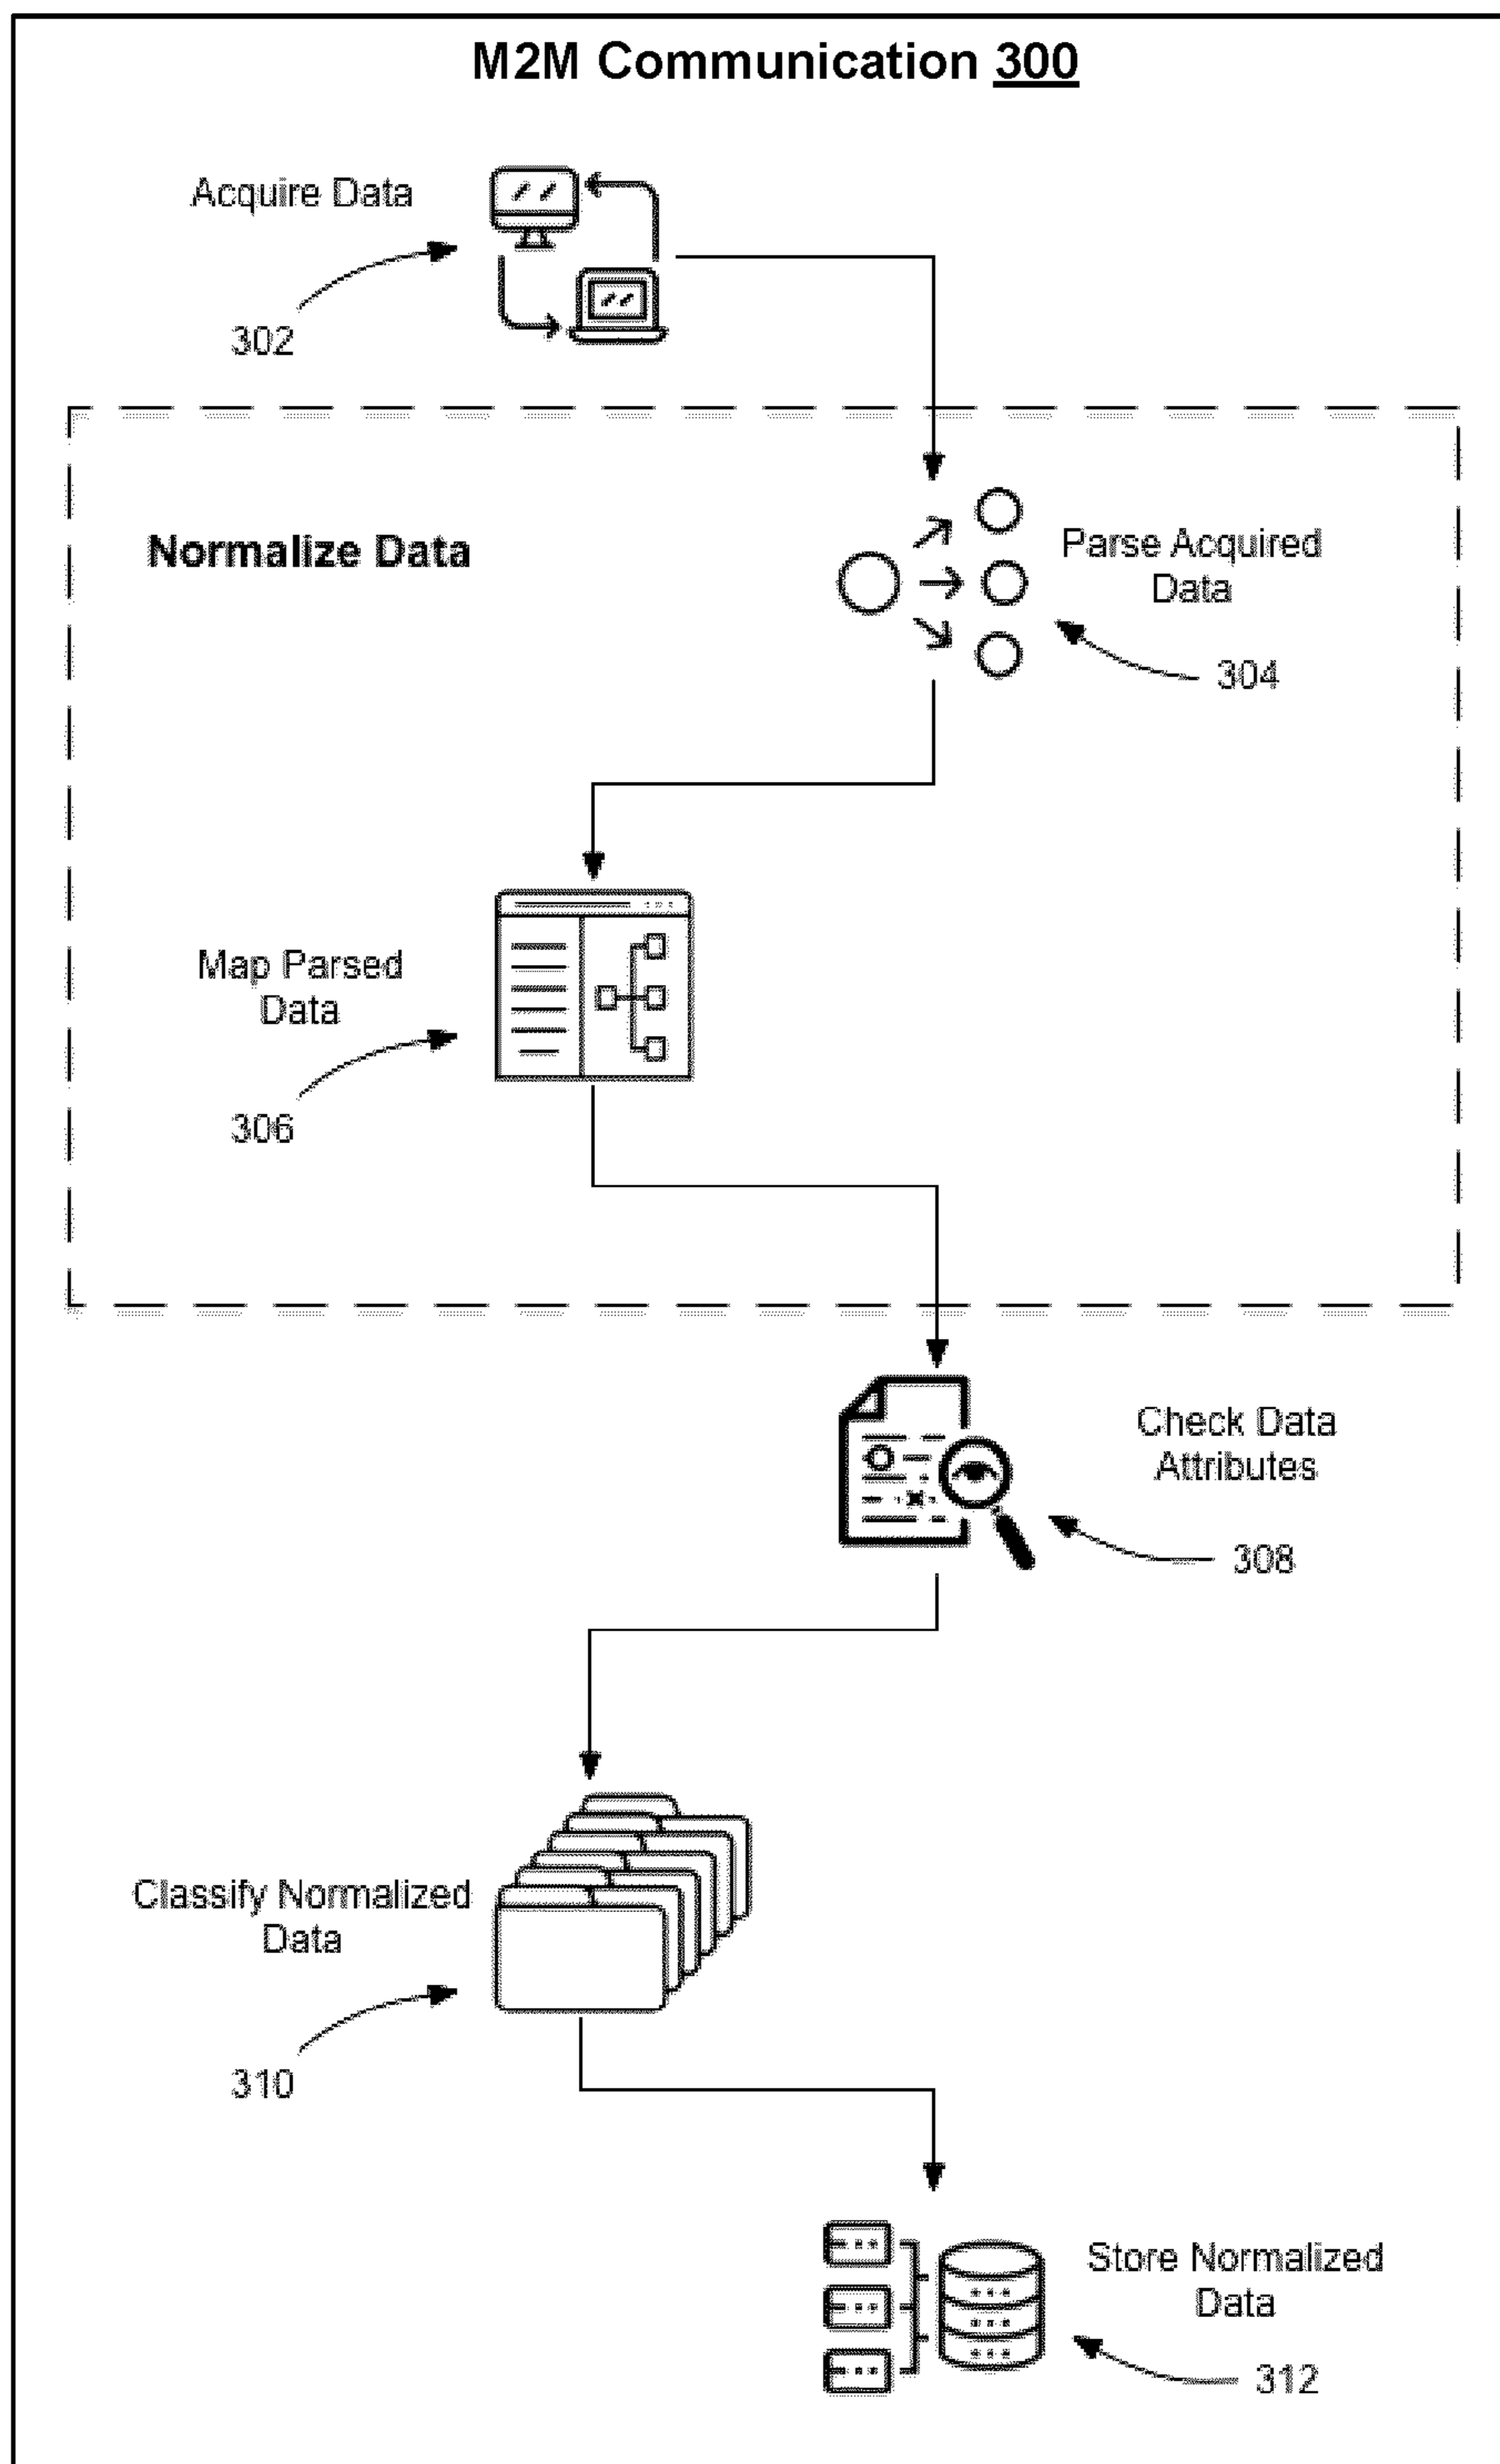 M2M Communication 300
Acquire Data
302
Normalize Data
Parse Acquired
Data
304
Map Parsed
Data
306
Check Data
Attributes
308
Classify Normalized
Data
310
Store Normalized
Data
312